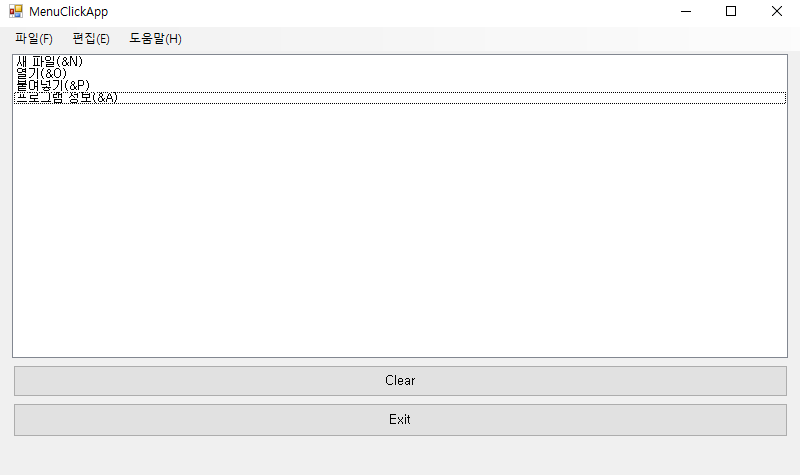 MenuClickApp
파일(F) 편집(E) 도움말(H)
새 파일(&N)
열기(&O)
붙여넣기(&P)
프로그램 정보(&A)
Clear
Exit